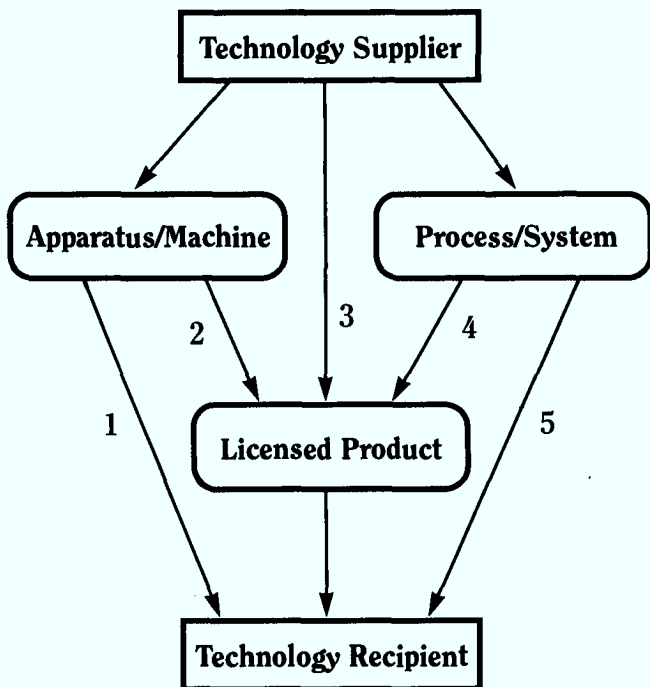 Technology Supplier
Apparatus/Machine
Process/System
2
3
4
1
5
Licensed Product
Technology Recipient